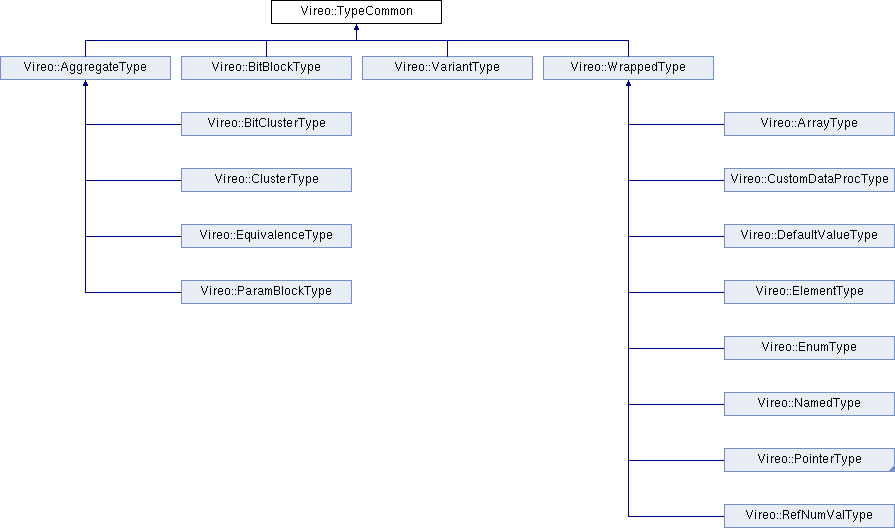 Vireo::TypeCommon
Vireo::AggregateType
Vireo::BitBlockType
Vireo::VariantType
Vireo::WrappedType
Vireo::BitClusterType
Vireo::ArrayType
Vireo::ClusterType
Vireo::CustomDataProcType
Vireo::EquivalenceType
Vireo::DefaultValueType
Vireo::ParamBlockType
Vireo::ElementType
Vireo::EnumType
Vireo::NamedType
Vireo::PointerType
Vireo::RefNumValType